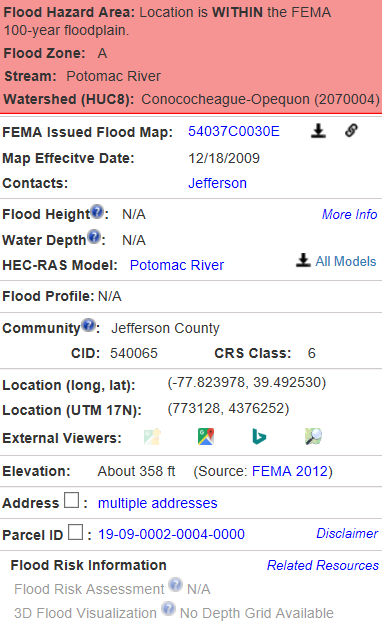 Flood Hazard Area: Location is WITHIN the FEMA
100-year floodplain.
Flood Zone: A
Stream: Potomac River
Watershed (HUC8): Conococheague-Opequon (2070004)
FEMA Issued Flood Map: 54037C0030E
Map Effecitve Date: 12/18/2009
Contacts: Jefferson
Flood Height?: N/A More Info
Water Depth?: N/A
HEC-RAS Model: Potomac River All Models
Flood Profile: N/A
Community?: Jefferson County
CID: 540065 CRS Class: 6
Location (long, lat): (-77.823978, 39.492530)
Location (UTM 17N): (773128, 4376252)
External Viewers:
Elevation: About 358 ft (Source: FEMA 2012)
Address : multiple addresses
Parcel ID : 19-09-0002-0004-0000 Disclaimer
Flood Risk Information Related Resources
Flood Risk Assessment ? N/A
3D Flood Visualization ? No Depth Grid Available